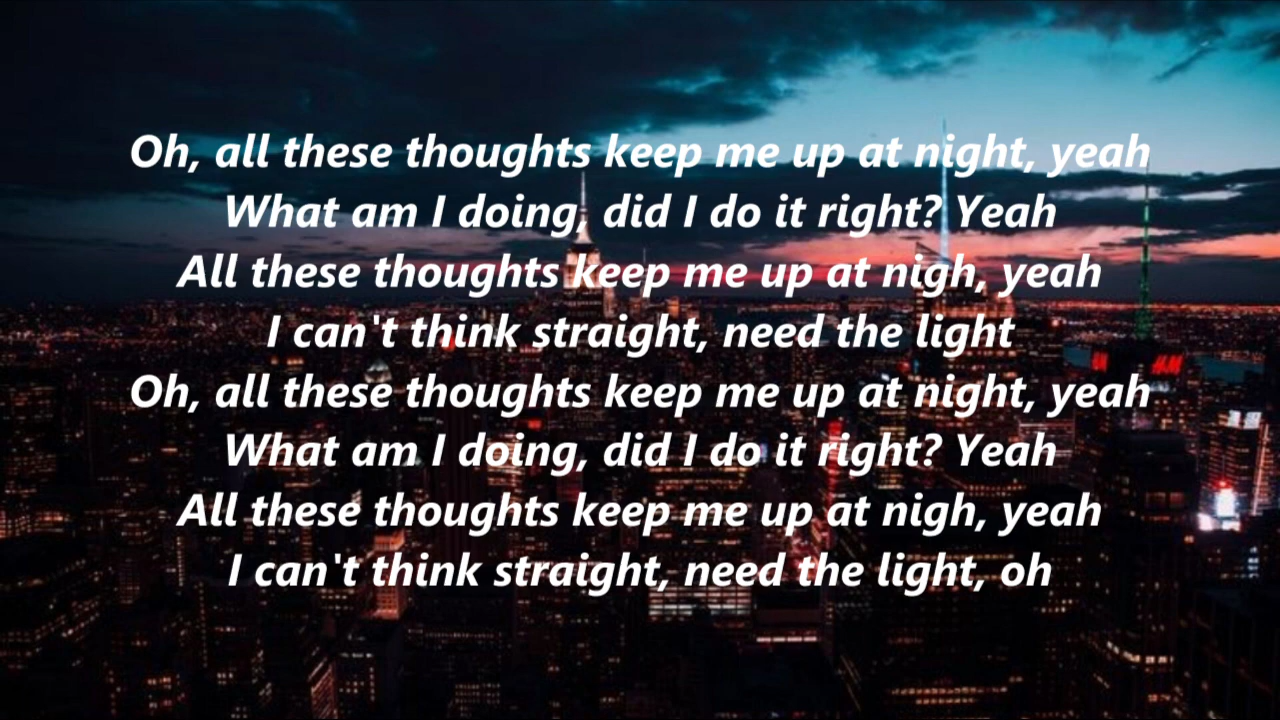 Oh, all these thoughts keep me up at night, yeah
What am I doing, did I do it right? Yeah
All these thoughts keep me up at nigh, yeah
I can't think straight, need the light
Oh, all these thoughts keep me up at night, yeah
What am I doing, did I do it right? Yeah
All these thoughts keep me up at nigh, yeah
I can't think straight, need the light, oh
H&M